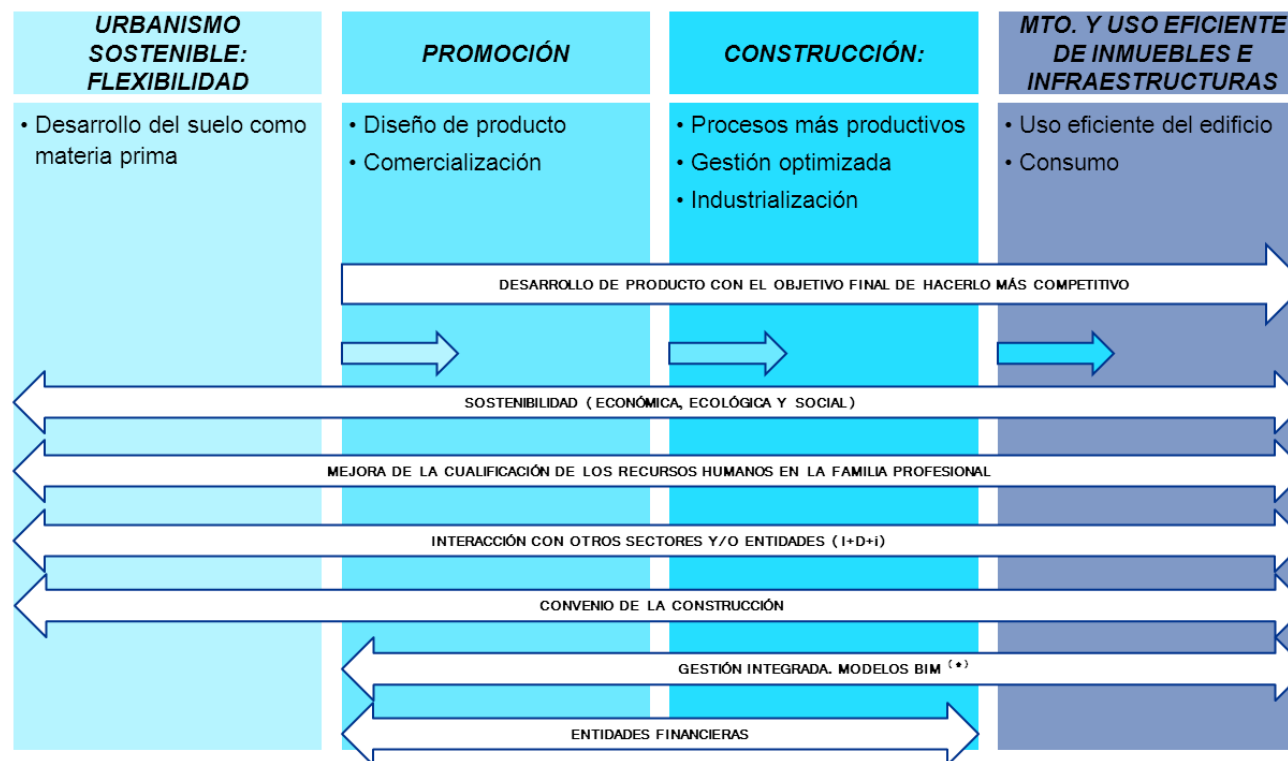 URBANISMO
SOSTENIBLE:
FLEXIBILIDAD
PROMOCIÓN
CONSTRUCCIÓN:
MTO. Y USO EFICIENTE
DE INMUEBLES E
INFRAESTRUCTURAS
• Desarrollo del suelo como
materia prima
• Diseño de producto
• Comercialización
• Procesos más productivos
• Gestión optimizada
• Industrialización
• Uso eficiente del edificio
• Consumo
DESARROLLO DE PRODUCTO CON EL OBJETIVO FINAL DE HACERLO MÁS COMPETITIVO
SOSTENIBILIDAD (ECONÓMICA, ECOLÓGICA Y SOCIAL)
MEJORA DE LA CUALIFICACIÓN DE LOS RECURSOS HUMANOS EN LA FAMILIA PROFESIONAL
INTERACCIÓN CON OTROS SECTORES Y/O ENTIDADES (I+D+i)
CONVENIO DE LA CONSTRUCCIÓN
GESTIÓN INTEGRADA. MODELOS BIM (*)
ENTIDADES FINANCIERAS